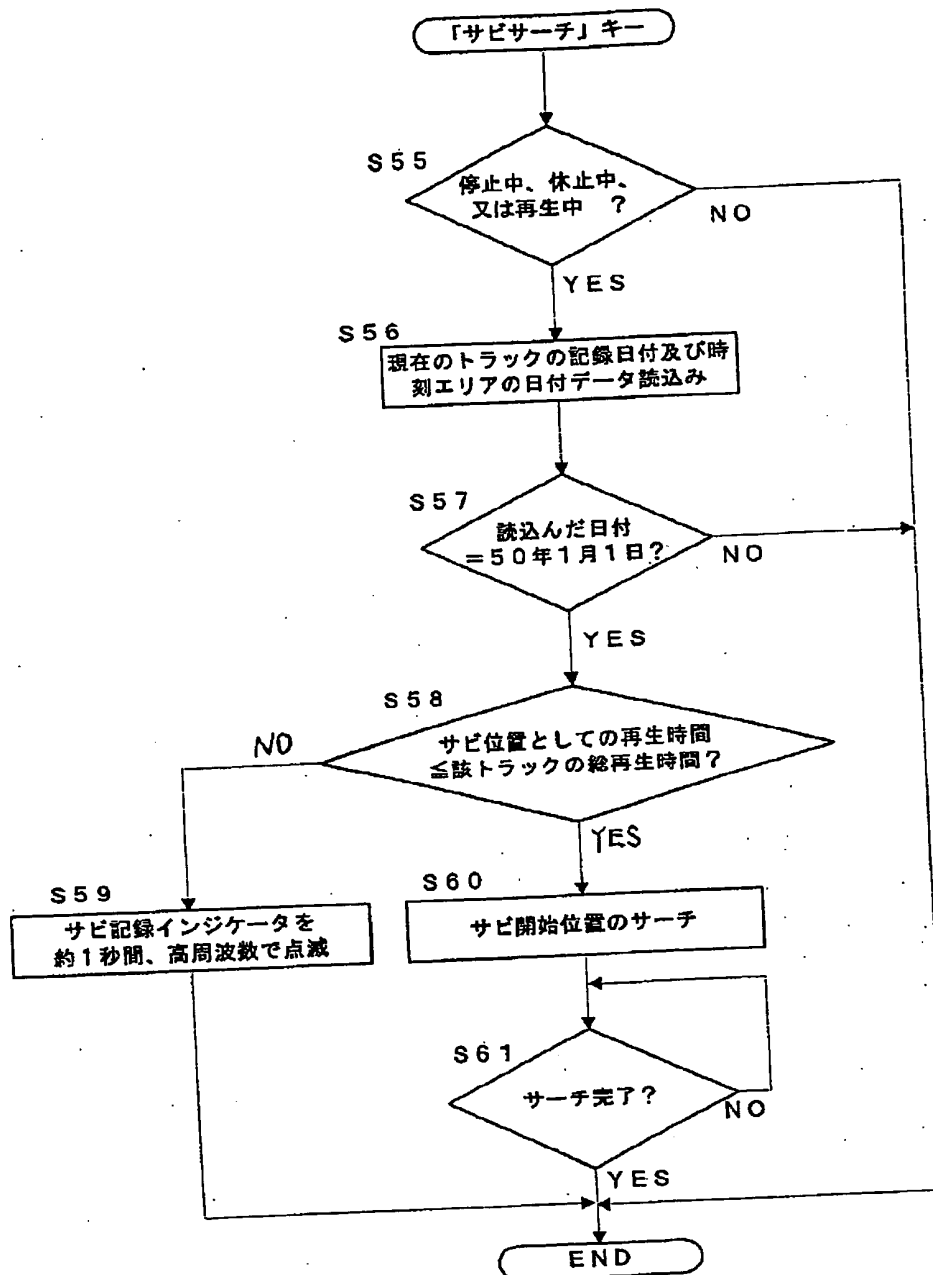 「サビサーチ」キー
S55
停止中、休止中、
又は再生中 ?
NO
YES
S56
現在のトラックの記録日付及び時
刻エリアの日付データ読込み
S57
読込んだ日付
=50年1月1日?
NO
YES
S58
サビ位置としての再生時間
≦該トラックの総再生時間?
NO
YES
S59
サビ記録インジケータを
約1秒間、高周波数で点滅
S60
サビ開始位置のサーチ
S61
サーチ完了?
NO
YES
END